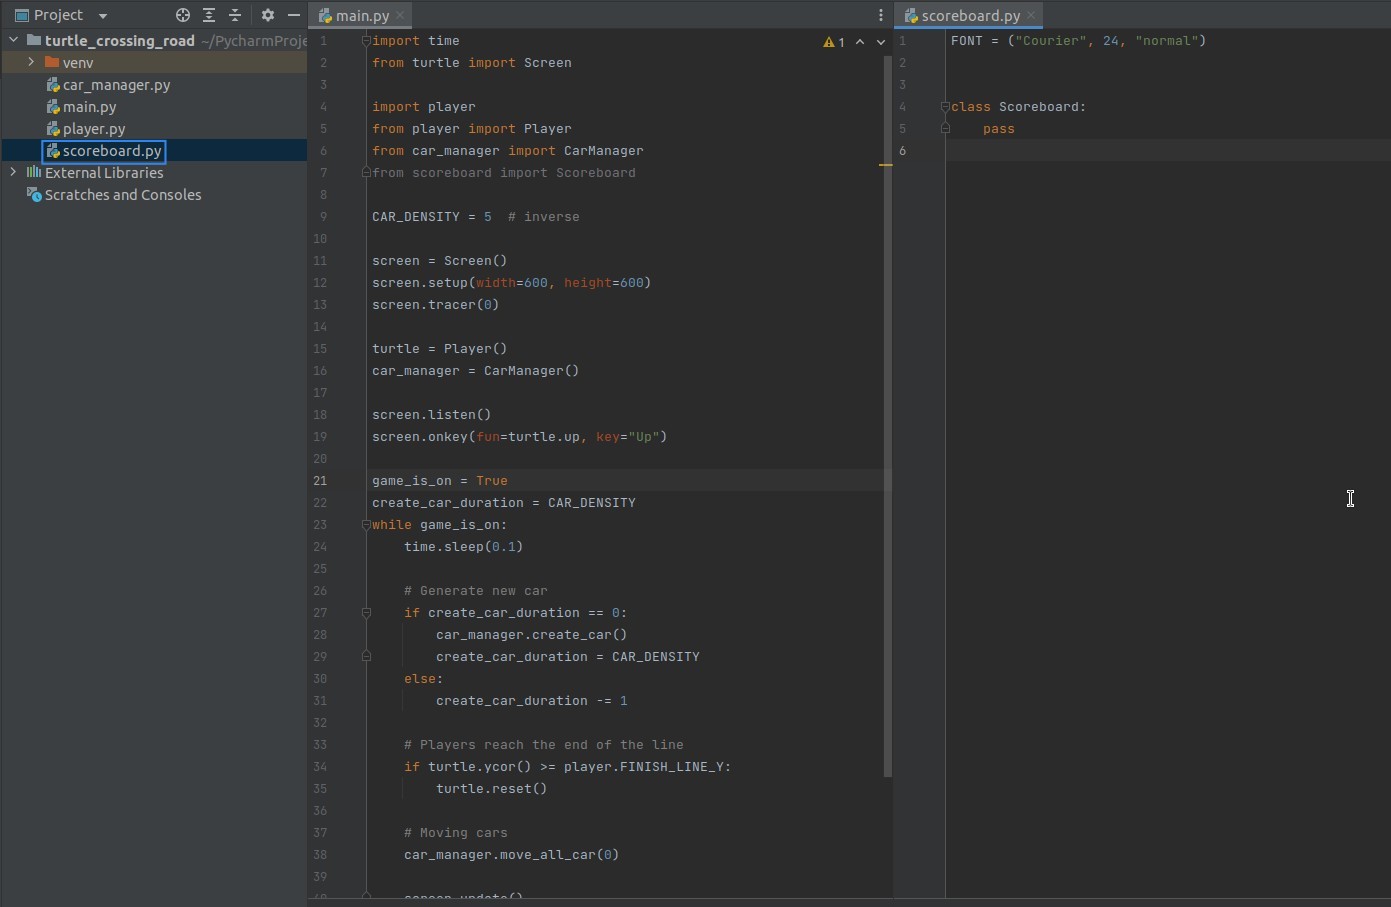 Project
turtle_crossing_road ~/PycharmProje
venv
car_manager.py
main.py
player.py
scoreboard.py
External Libraries
Scratches and Consoles
main.py
1
1 import time
2 from turtle import Screen
3
4 import player
5 from player import Player
6 from car_manager import CarManager
7 from scoreboard import Scoreboard
8
9 CAR_DENSITY = 5  # inverse
10
11 screen = Screen()
12 screen.setup(width=600, height=600)
13 screen.tracer(0)
14
15 turtle = Player()
16 car_manager = CarManager()
17
18 screen.listen()
19 screen.onkey(fun=turtle.up, key="Up")
20
21 game_is_on = True
22 create_car_duration = CAR_DENSITY
23 while game_is_on:
24     time.sleep(0.1)
25
26     # Generate new car
27     if create_car_duration == 0:
28         car_manager.create_car()
29         create_car_duration = CAR_DENSITY
30     else:
31         create_car_duration -= 1
32
33     # Players reach the end of the line
34     if turtle.ycor() >= player.FINISH_LINE_Y:
35         turtle.reset()
36
37     # Moving cars
38     car_manager.move_all_car(0)
39
40     screen.update()
scoreboard.py
1 FONT = ("Courier", 24, "normal")
2
3
4 class Scoreboard:
5     pass
6